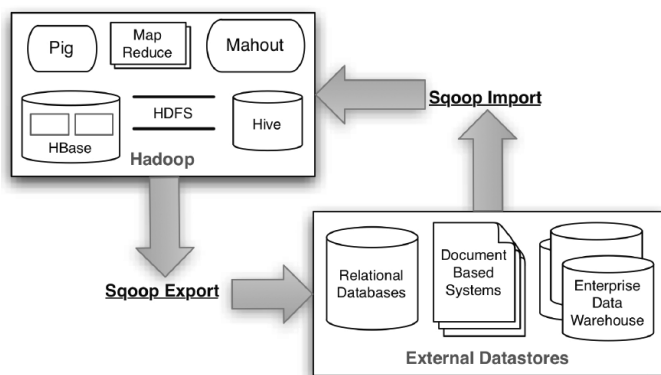 Pig
Map
Reduce
Mahout
HBase
HDFS
Hive
Hadoop
Sqoop Import
Sqoop Export
Relational
Databases
Document
Based
Systems
Enterprise
Data
Warehouse
External Datastores